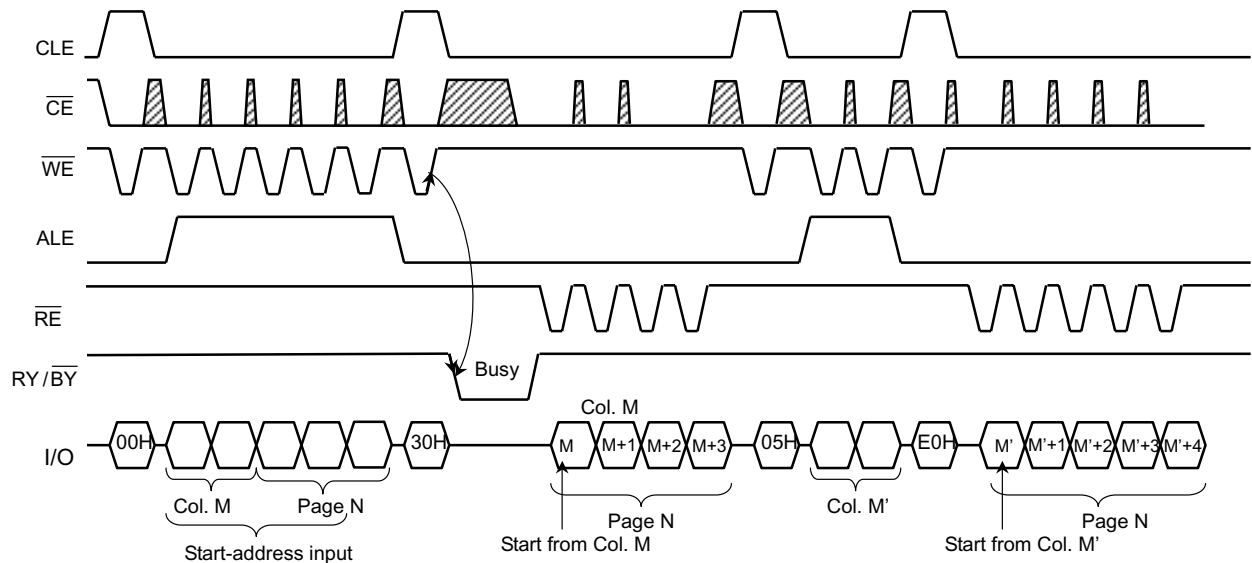 CLE
CE
WE
ALE
RE
RY/BY
Busy
Col. M
I/O
00H
30H
M
M+1
M+2
M+3
05H
E0H
M'
M'+1
M'+2
M'+3
M'+4
Col. M
Page N
Page N
Col. M'
Page N
Start-address input
Start from Col. M
Start from Col. M'